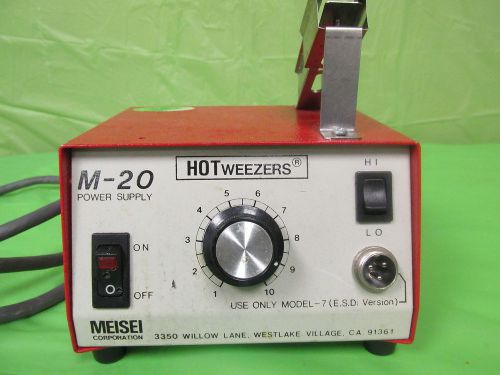 HOTWEEZERS®
M-20
POWER SUPPLY
HI
LO
ON
OFF
1 2 3 4 5 6 7 8 9 10
USE ONLY MODEL-7 (E.S.D. Version)
MEISEI
CORPORATION
3350 WILLOW LANE, WESTLAKE VILLAGE, CA. 91361